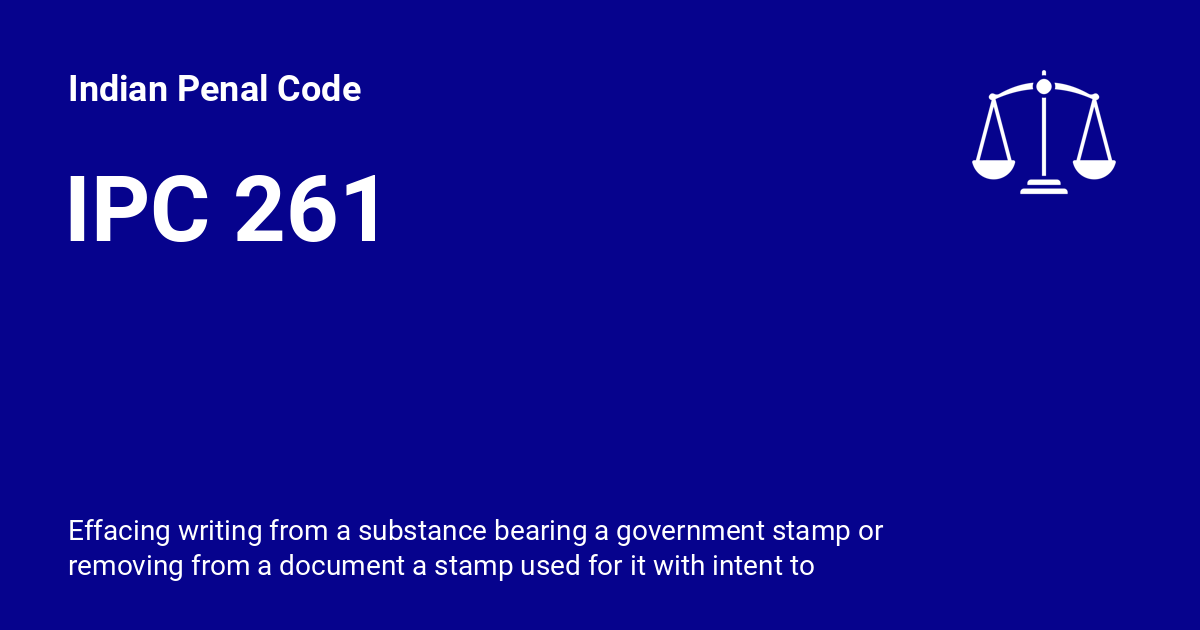 Indian Penal Code
IPC 261
Effacing writing from a substance bearing a government stamp or
removing from a document a stamp used for it with intent to